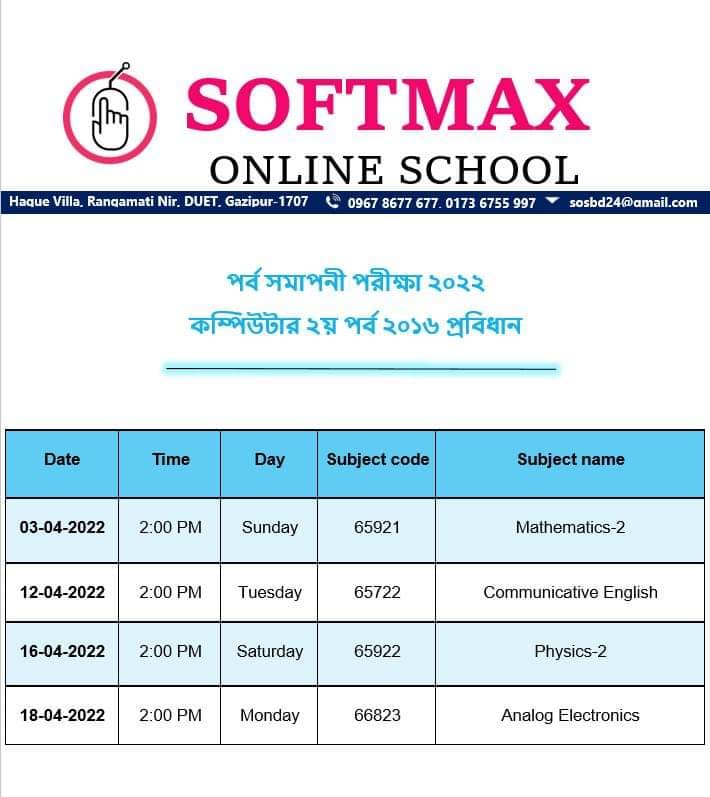 SOFTMAX
ONLINE SCHOOL
Haque Villa, Rangamati Nir, DUET, Gazipur-1707 0967 8677 677, 0173 6755 997 sosbd24@gmail.com
পর্ব সমাপনী পরীক্ষা ২০২২
কম্পিউটার ২য় পর্ব ২০১৬ প্রবিধান
Date Time Day Subject code Subject name
03-04-2022 2:00 PM Sunday 65921 Mathematics-2
12-04-2022 2:00 PM Tuesday 65722 Communicative English
16-04-2022 2:00 PM Saturday 65922 Physics-2
18-04-2022 2:00 PM Monday 66823 Analog Electronics